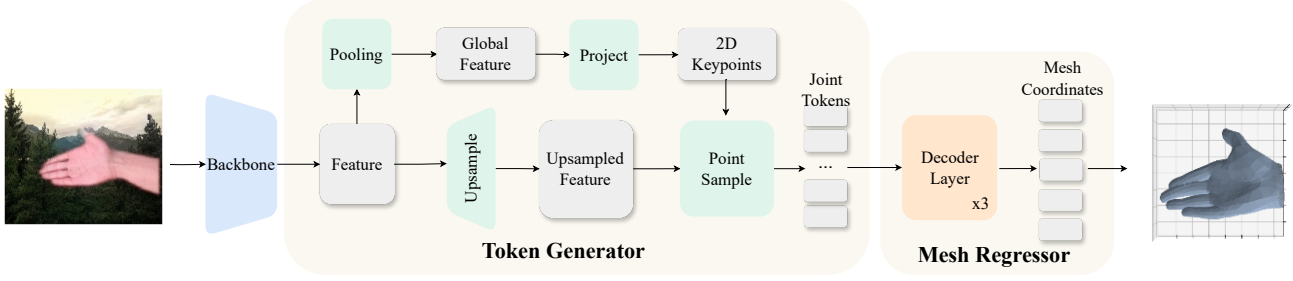 Pooling
Global
Feature
Project
2D
Keypoints
Backbone
Feature
Upsample
Upsampled
Feature
Point
Sample
Joint
Tokens
...
Token Generator
Decoder
Layer
x3
Mesh
Coordinates
Mesh Regressor